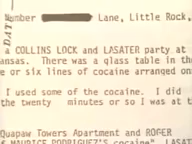 Number Lane, Little Rock,
COLLINS LOCK and LASATER party at
ansas. There was a glass table in the
e or six lines of cocaine arranged on
I used some of the cocaine. I did
the twenty minutes or so I was at t
Quapaw Towers Apartment and ROGER
MAURICE RODRIGUEZ's cocaine" LASAT
DATE